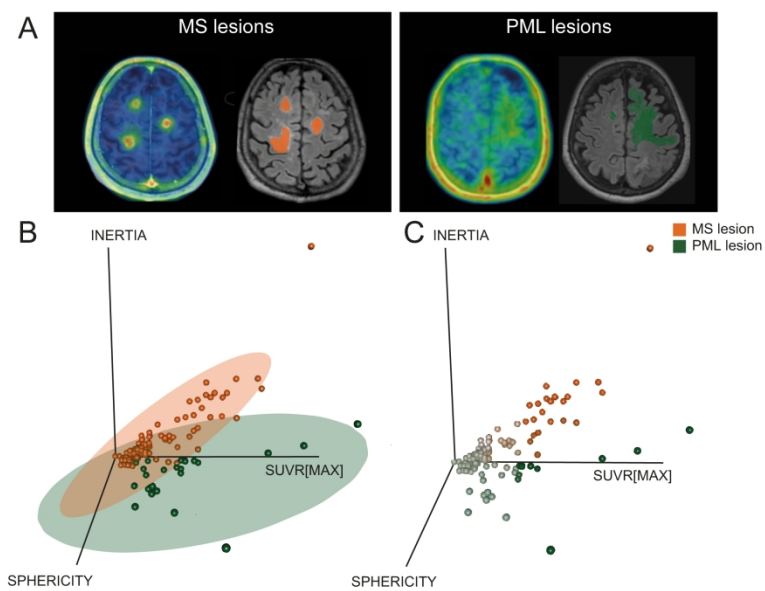 A
MS lesions
PML lesions
B
INERTIA
SUVR[MAX]
SPHERICITY
C
INERTIA
MS lesion
PML lesion
SUVR[MAX]
SPHERICITY